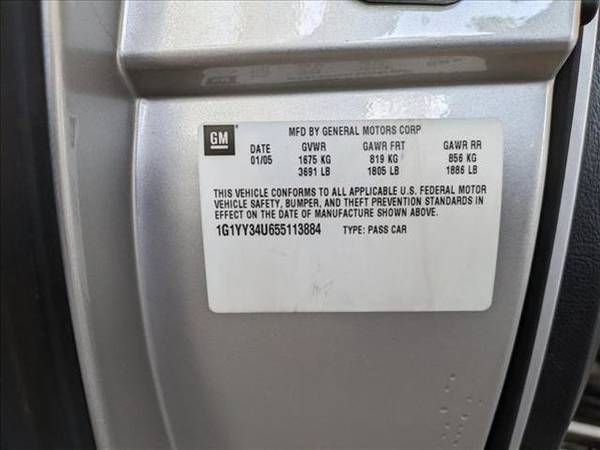 GM
MFD BY GENERAL MOTORS CORP
DATE GVWR GAWR FRT GAWR RR
01/05 1675 KG 819 KG 856 KG
3691 LB 1805 LB 1886 LB
THIS VEHICLE CONFORMS TO ALL APPLICABLE U.S. FEDERAL MOTOR
VEHICLE SAFETY, BUMPER, AND THEFT PREVENTION STANDARDS IN
EFFECT ON THE DATE OF MANUFACTURE SHOWN ABOVE.
1G1YY34U655113884 TYPE: PASS CAR